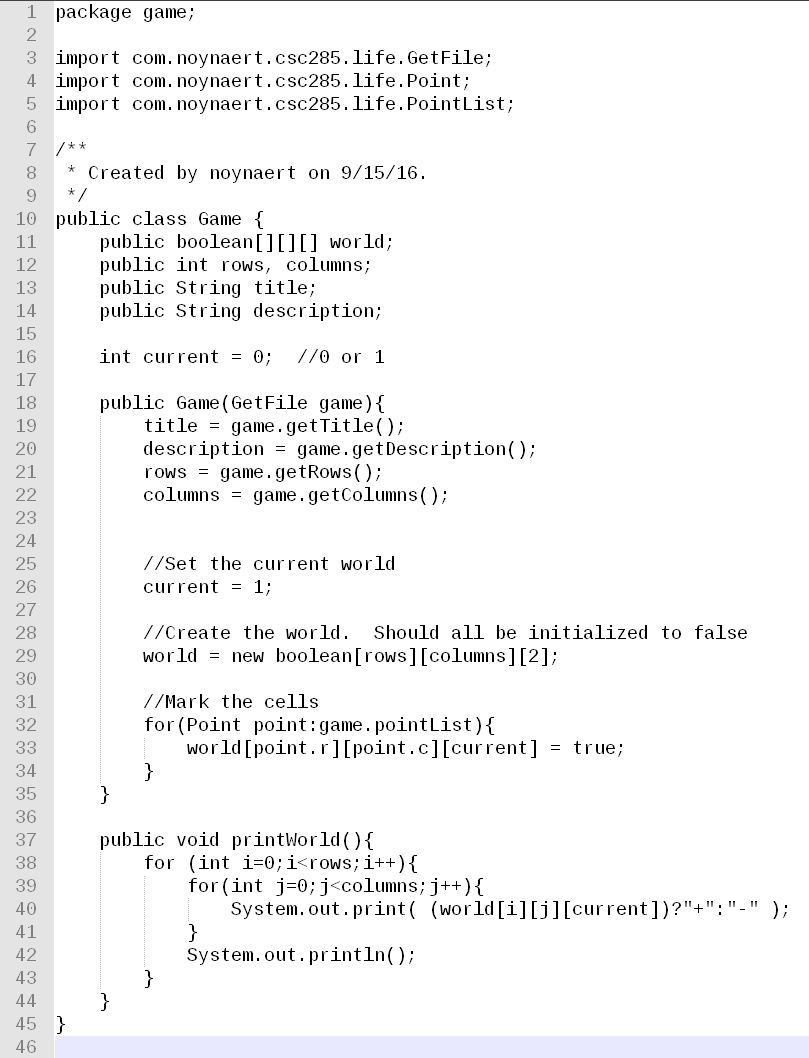 1 package game;
2
3 import com.noynaert.csc285.life.GetFile;
4 import com.noynaert.csc285.life.Point;
5 import com.noynaert.csc285.life.PointList;
6
7 /**
8  * Created by noynaert on 9/15/16.
9  */
10 public class Game {
11     public boolean[][][] world;
12     public int rows, columns;
13     public String title;
14     public String description;
15
16     int current = 0;  //0 or 1
17
18     public Game(GetFile game){
19         title = game.getTitle();
20         description = game.getDescription();
21         rows = game.getRows();
22         columns = game.getColumns();
23
24
25         //Set the current world
26         current = 1;
27
28         //Create the world.  Should all be initialized to false
29         world = new boolean[rows][columns][2];
30
31         //Mark the cells
32         for(Point point:game.pointList){
33             world[point.r][point.c][current] = true;
34         }
35     }
36
37     public void printWorld(){
38         for (int i=0;i<rows;i++){
39             for(int j=0;j<columns;j++){
40                 System.out.print( (world[i][j][current])?"+":"-" );
41             }
42             System.out.println();
43         }
44     }
45 }
46